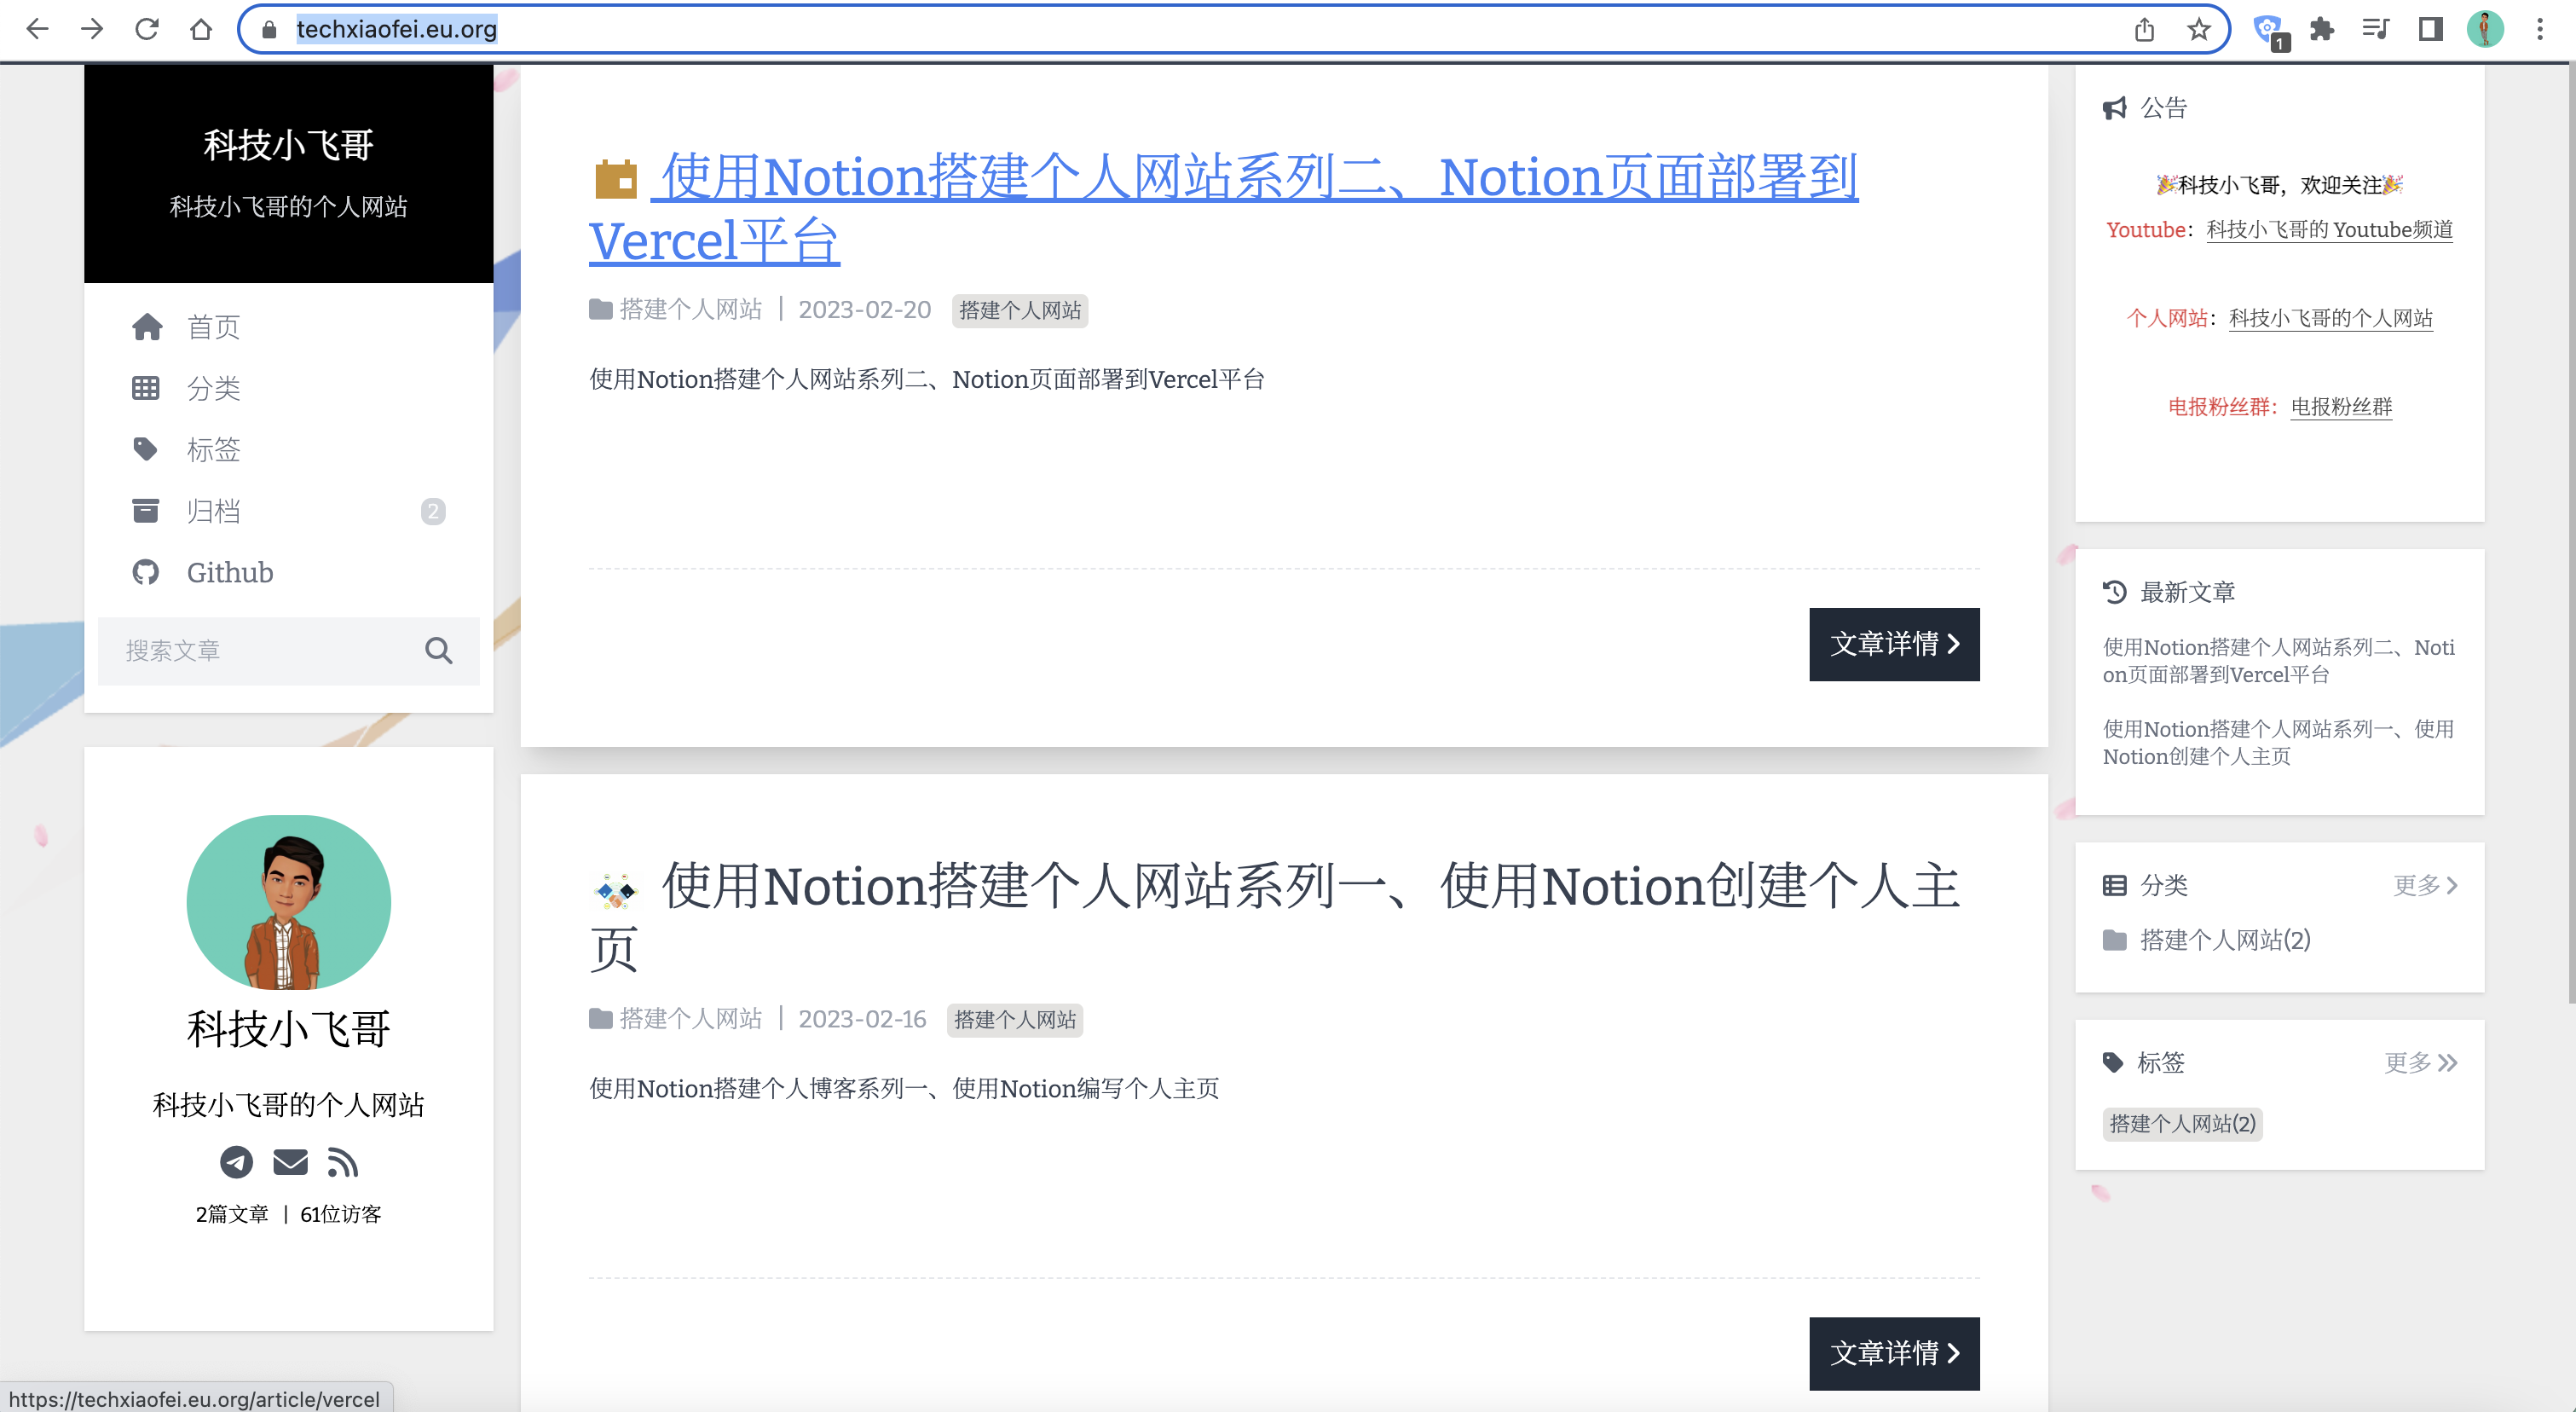 techxiaofei.eu.org
1
科技小飞哥
科技小飞哥的个人网站
首页
分类
标签
归档 2
Github
搜索文章
科技小飞哥
科技小飞哥的个人网站
2篇文章 | 61位访客
使用Notion搭建个人网站系列二、Notion页面部署到
Vercel平台
搭建个人网站 | 2023-02-20 搭建个人网站
使用Notion搭建个人网站系列二、Notion页面部署到Vercel平台
文章详情
使用Notion搭建个人网站系列一、使用Notion创建个人主
页
搭建个人网站 | 2023-02-16 搭建个人网站
使用Notion搭建个人博客系列一、使用Notion编写个人主页
文章详情
公告
🎉科技小飞哥，欢迎关注🎉
Youtube：科技小飞哥的 Youtube频道
个人网站：科技小飞哥的个人网站
电报粉丝群：电报粉丝群
最新文章
使用Notion搭建个人网站系列二、Noti
on页面部署到Vercel平台
使用Notion搭建个人网站系列一、使用
Notion创建个人主页
分类 更多
搭建个人网站(2)
标签 更多
搭建个人网站(2)
https://techxiaofei.eu.org/article/vercel